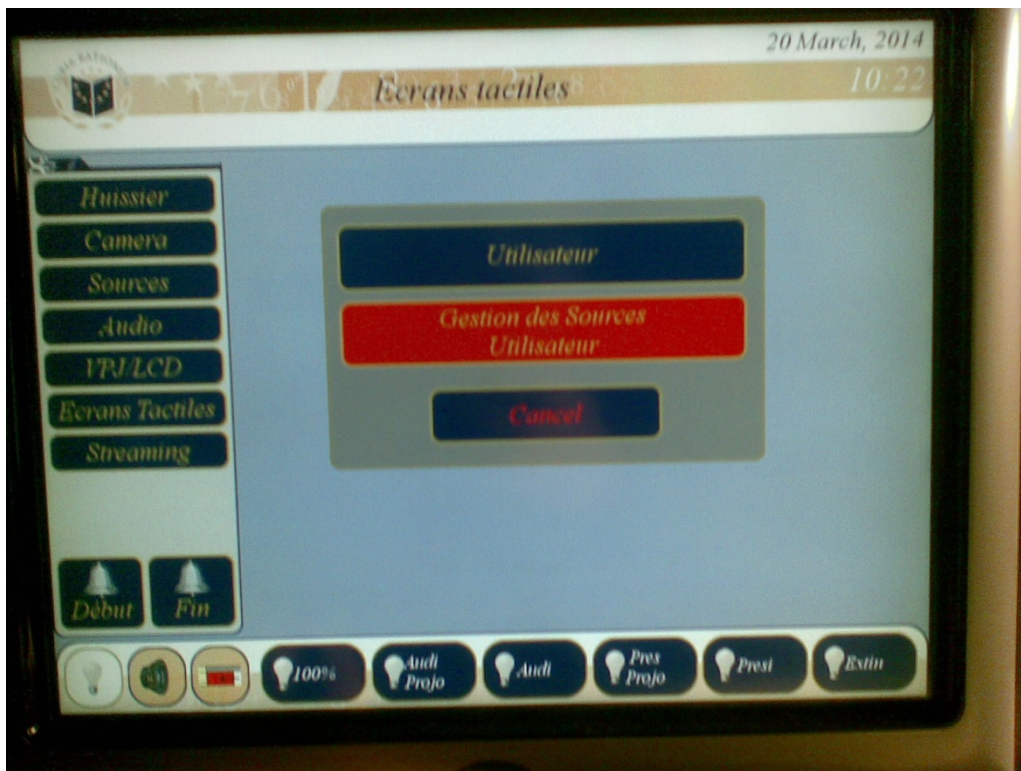 20 March, 2014
Ecrans tactiles
10:22
Huissier
Camera
Sources
Audio
VPJ/LCD
Ecrans Tactiles
Streaming
Utilisateur
Gestion des Sources
Utilisateur
Cancel
Début
Fin
100%
Audi
Projo
Audi
Pres
Projo
Presi
Extin